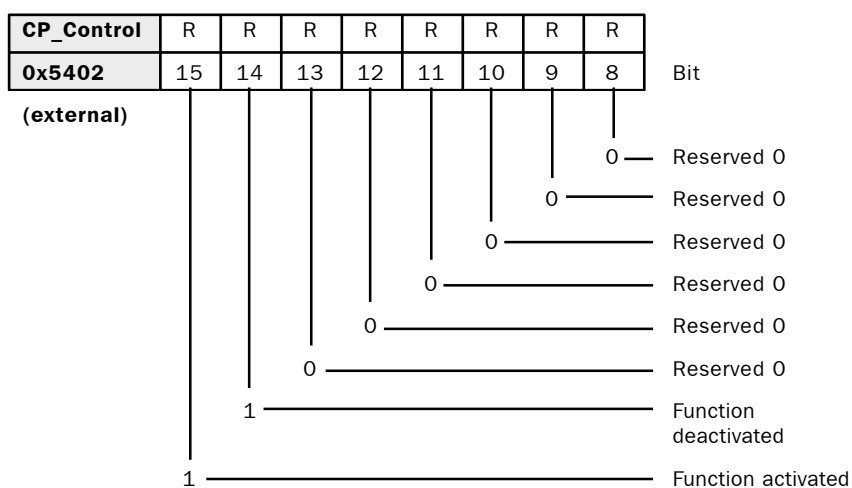 CP_Control R R R R R R R R
0x5402 15 14 13 12 11 10 9 8 Bit
(external)
0 Reserved 0
0 Reserved 0
0 Reserved 0
0 Reserved 0
0 Reserved 0
0 Reserved 0
1 Function
deactivated
1 Function activated